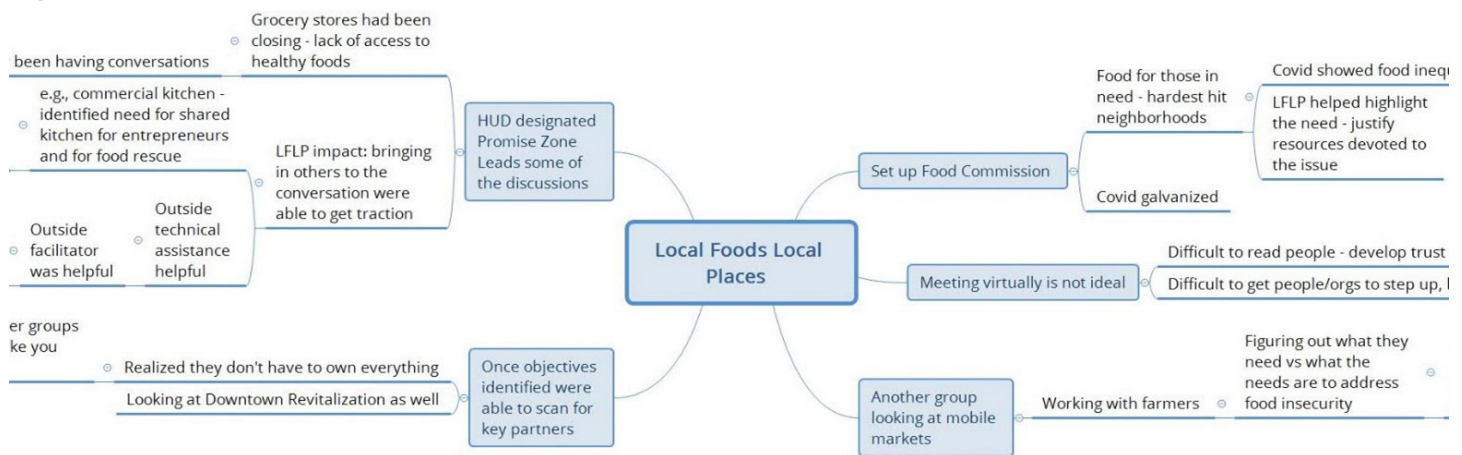 Grocery stores had been
closing - lack of access to
healthy foods
been having conversations
e.g., commercial kitchen -
identified need for shared
kitchen for entrepreneurs
and for food rescue
LFLP impact: bringing
in others to the
conversation were
able to get traction
Outside
technical
assistance
helpful
Outside
facilitator
was helpful
HUD designated
Promise Zone
Leads some of
the discussions
er groups
ke you
Realized they don't have to own everything
Looking at Downtown Revitalization as well
Once objectives
identified were
able to scan for
key partners
Local Foods Local
Places
Set up Food Commission
Food for those in
need - hardest hit
neighborhoods
Covid showed food inequ
LFLP helped highlight
the need - justify
resources devoted to
the issue
Covid galvanized
Meeting virtually is not ideal
Difficult to read people - develop trust
Difficult to get people/orgs to step up,
Another group
looking at mobile
markets
Working with farmers
Figuring out what they
need vs what the
needs are to address
food insecurity